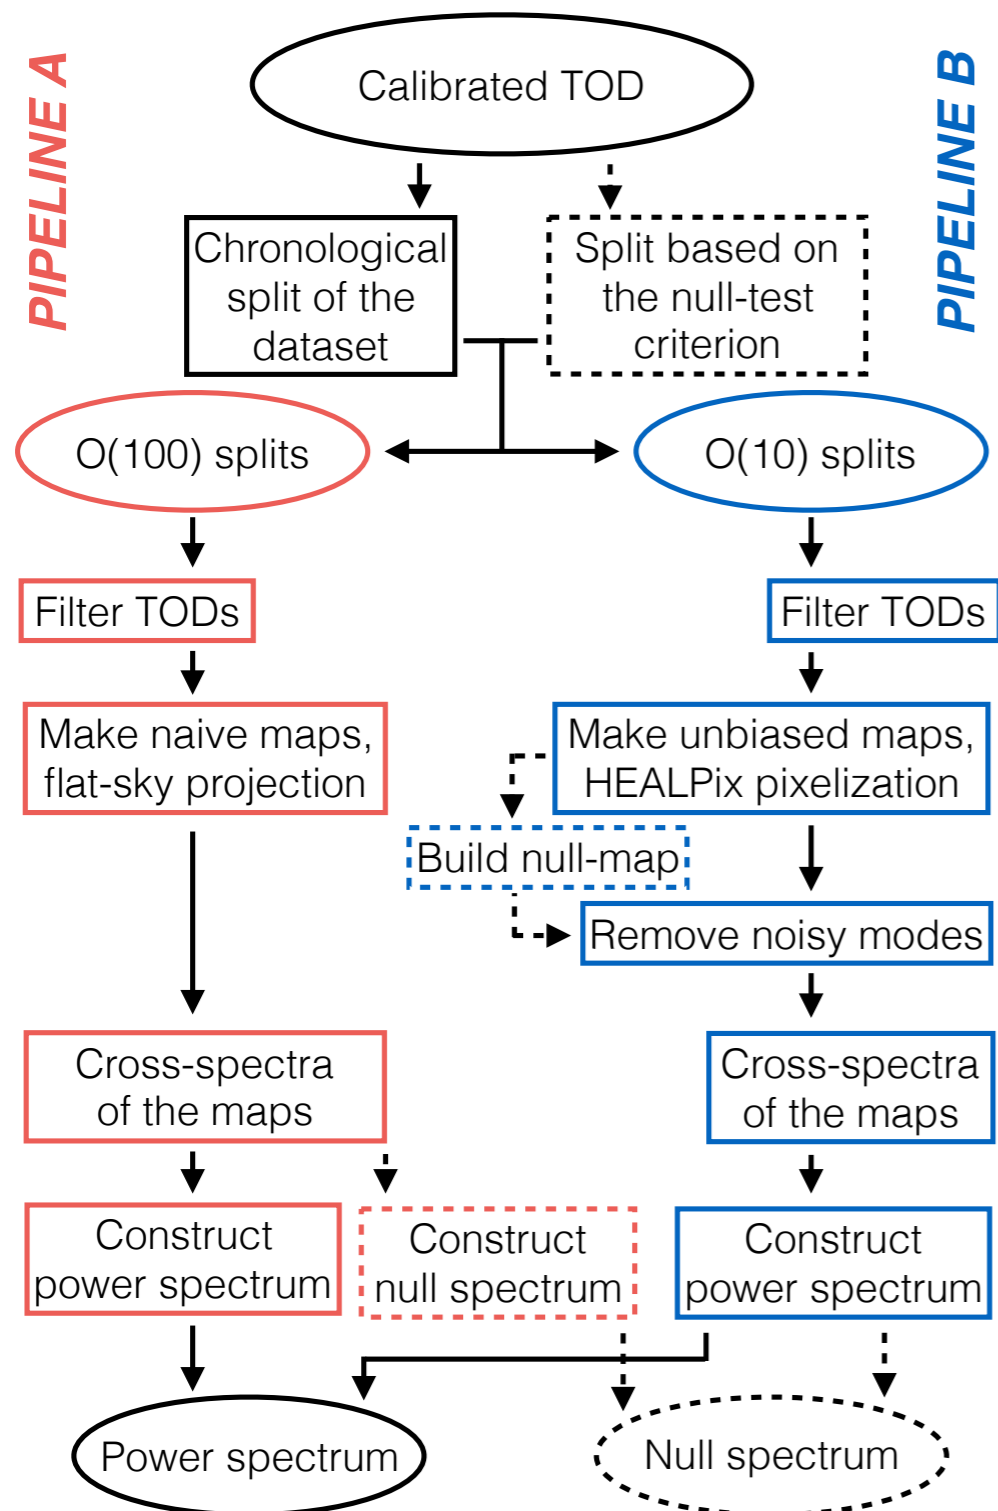 PIPELINE A
PIPELINE B
Calibrated TOD
Chronological
split of the
dataset
Split based on
the null-test
criterion
O(100) splits
O(10) splits
Filter TODs
Filter TODs
Make naive maps,
flat-sky projection
Make unbiased maps,
HEALPix pixelization
Build null-map
Remove noisy modes
Cross-spectra
of the maps
Cross-spectra
of the maps
Construct
power spectrum
Construct
null spectrum
Construct
power spectrum
Power spectrum
Null spectrum